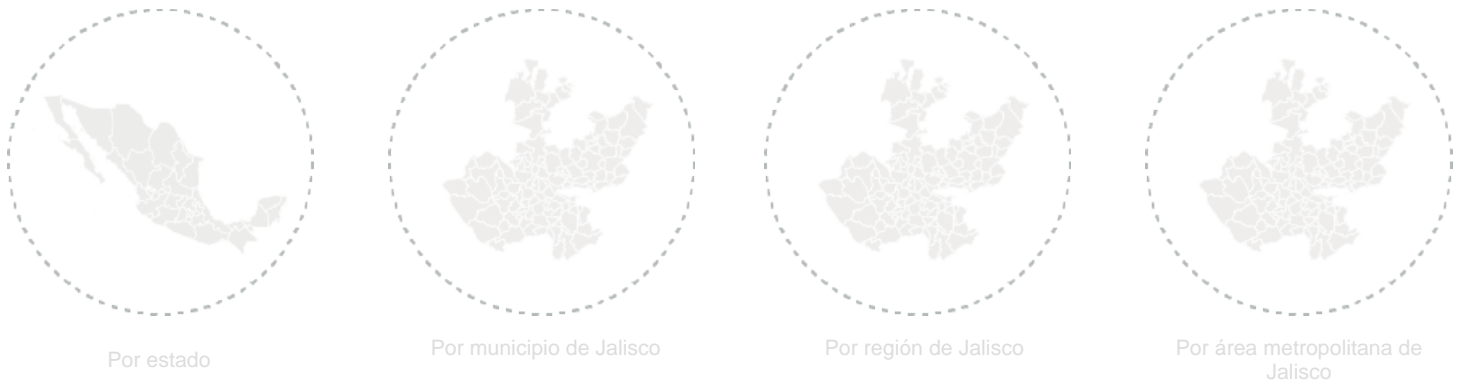 Por estado
Por municipio de Jalisco
Por región de Jalisco
Por área metropolitana de
Jalisco